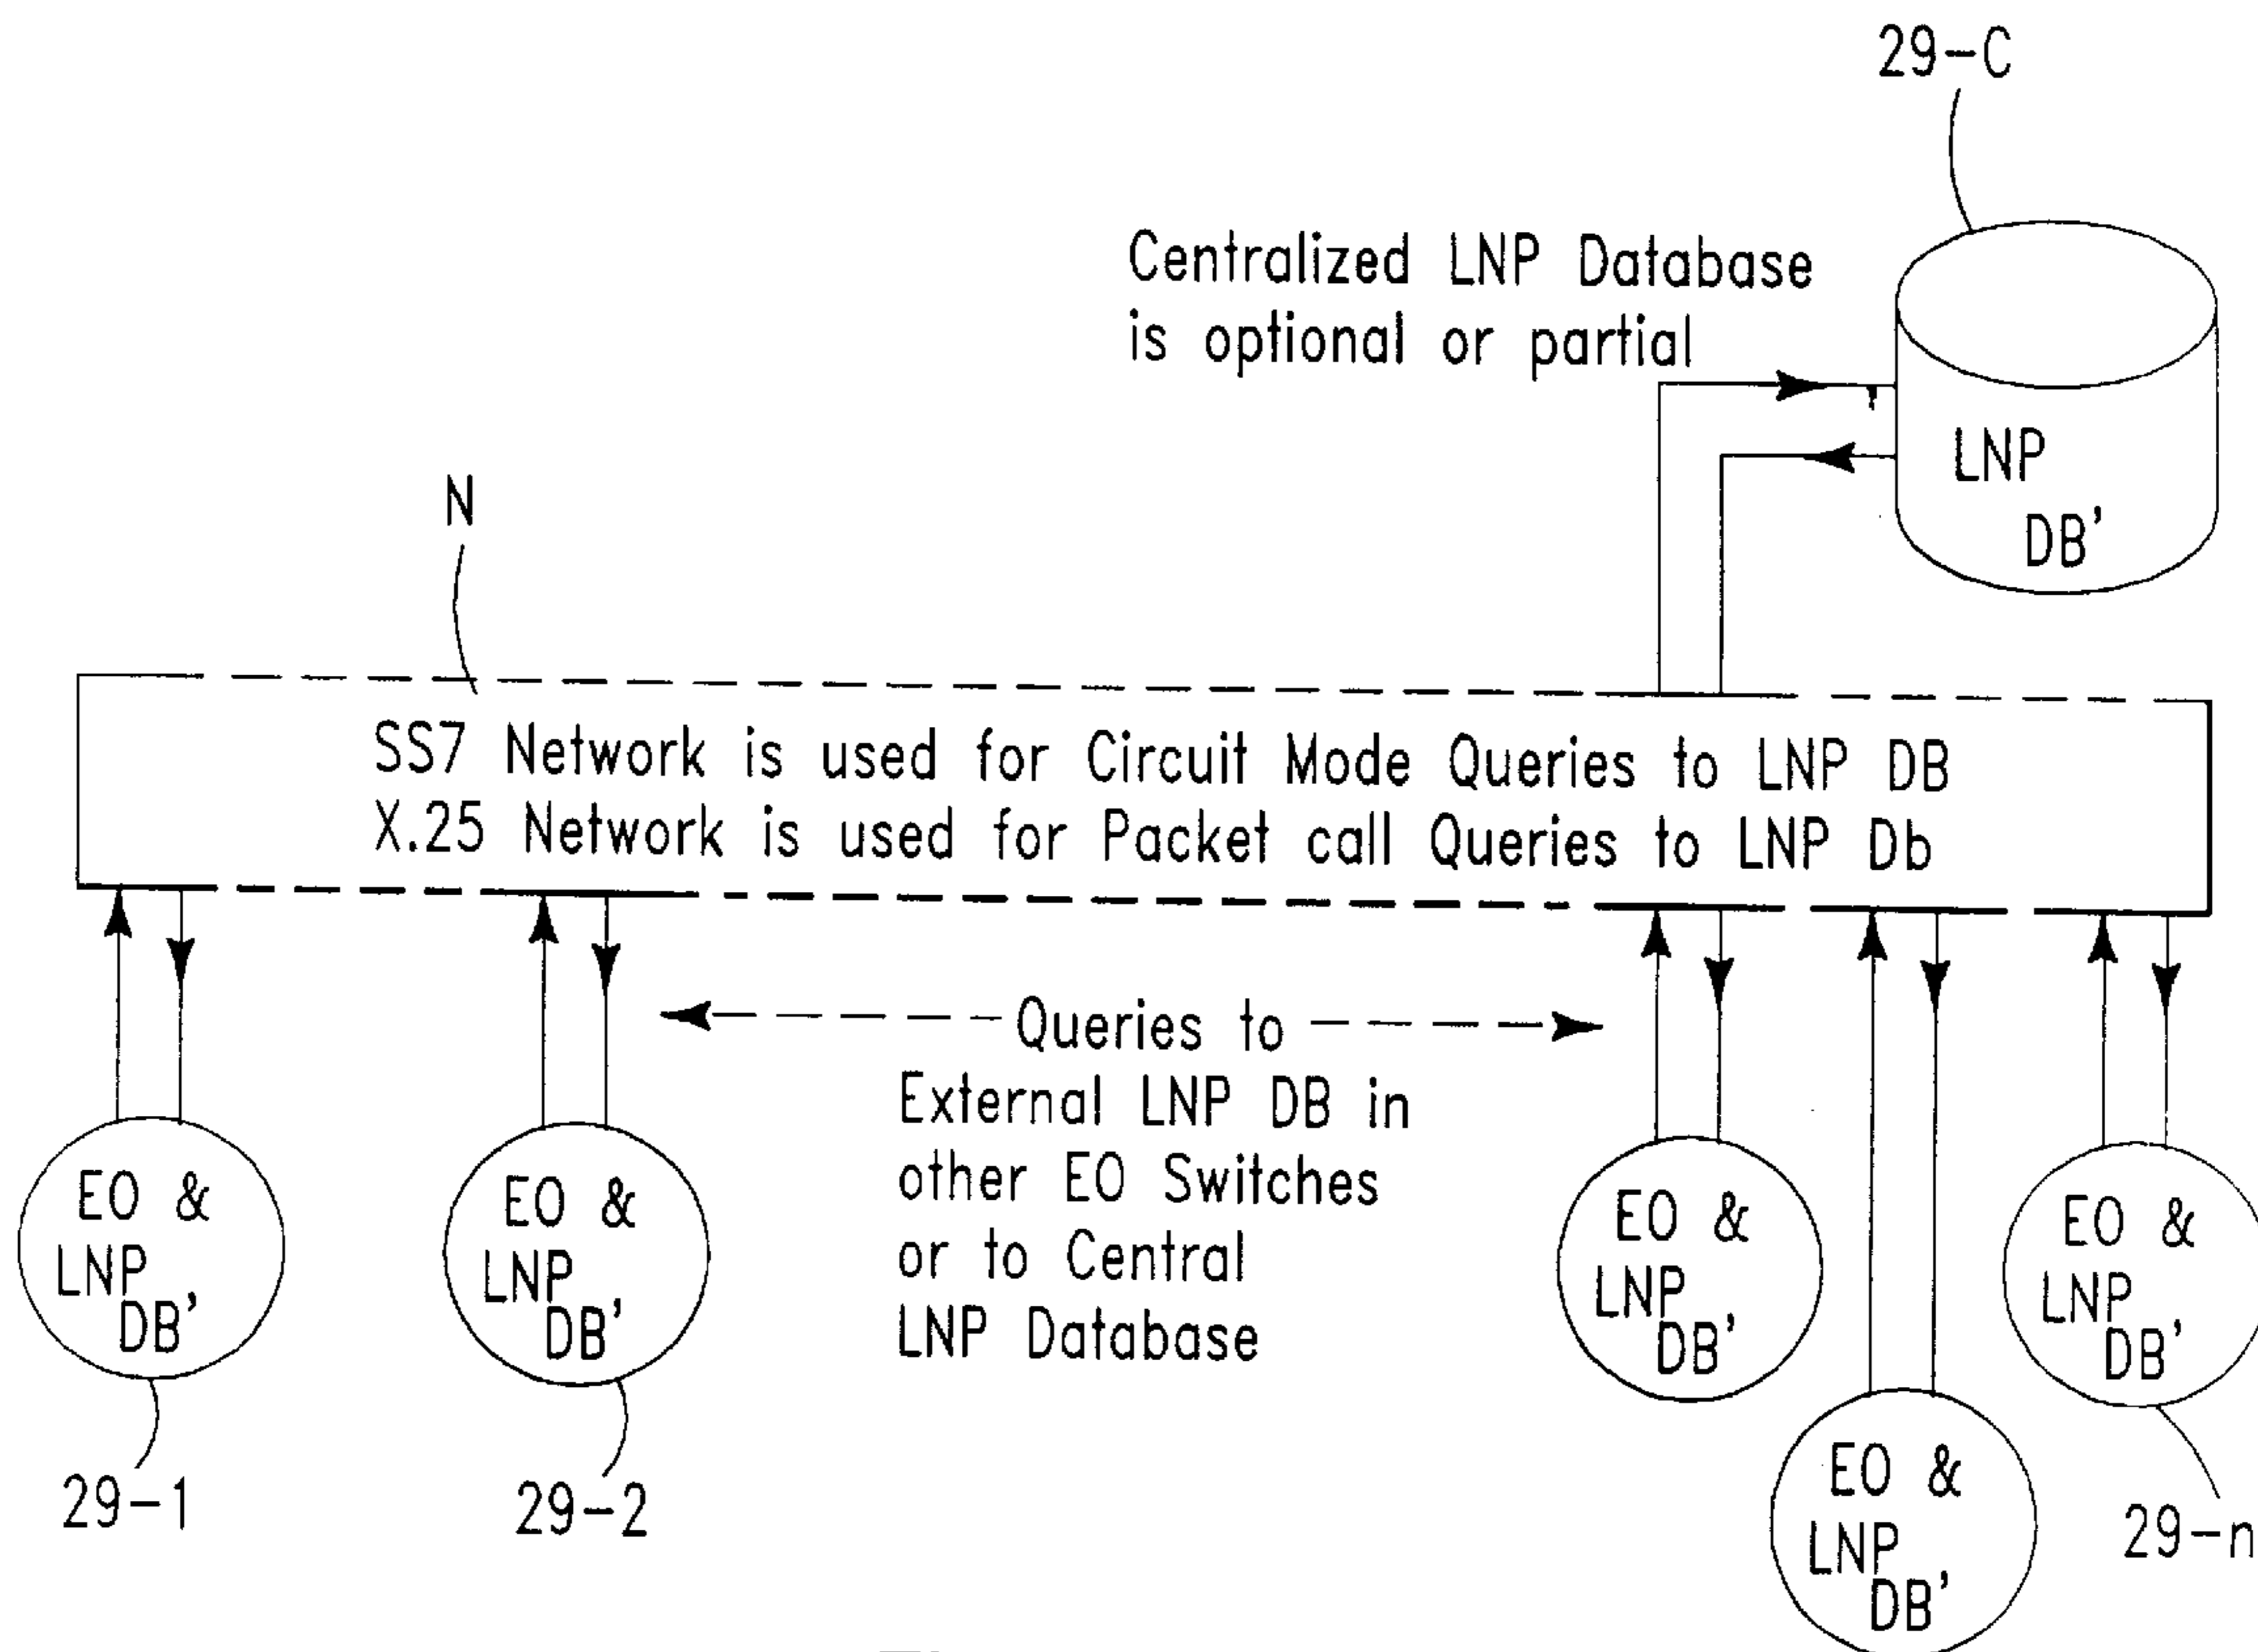 29-C
Centralized LNP Database
is optional or partial
LNP
DB'
N
SS7 Network is used for Circuit Mode Queries to LNP DB
X.25 Network is used for Packet call Queries to LNP Db
Queries to
External LNP DB in
other EO Switches
or to Central
LNP Database
EO &
LNP
DB'
EO &
LNP
DB'
EO &
LNP
DB'
EO &
LNP
DB'
EO &
LNP
DB'
29-1
29-2
29-n